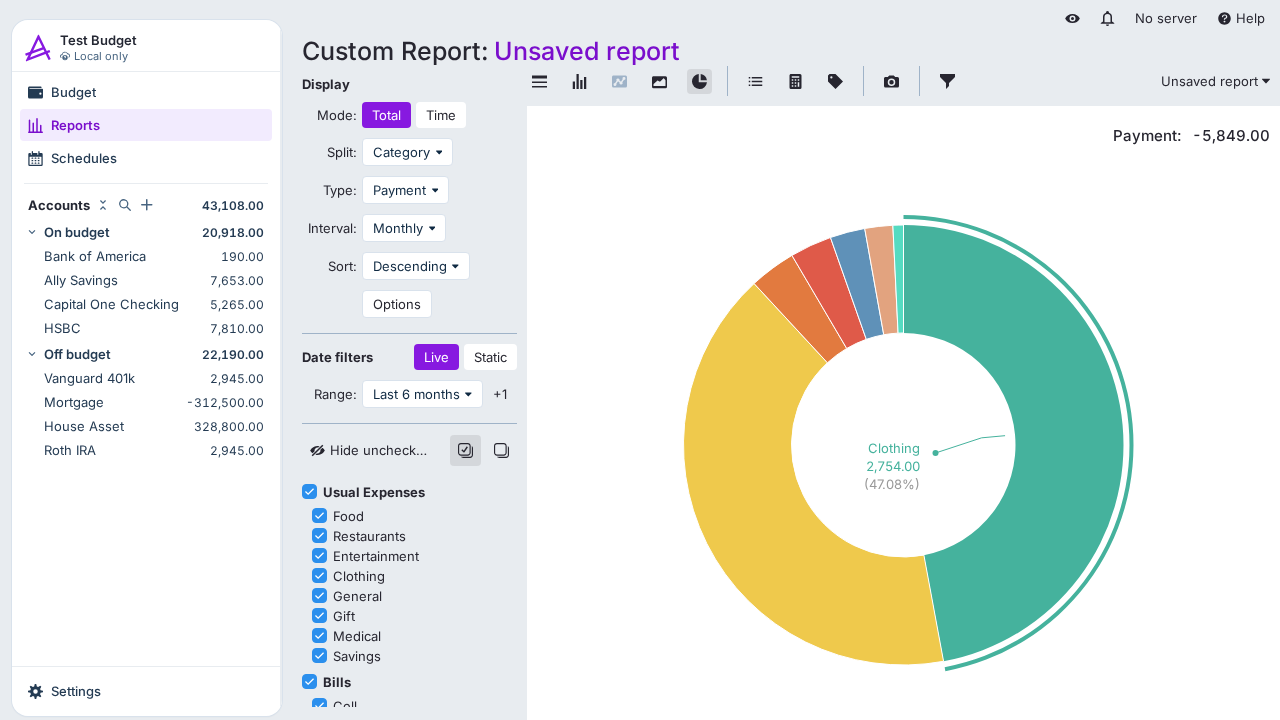 No server
Help
Test Budget
Local only
Budget
Reports
Schedules
Accounts 43,108.00
On budget 20,918.00
Bank of America 190.00
Ally Savings 7,653.00
Capital One Checking 5,265.00
HSBC 7,810.00
Off budget 22,190.00
Vanguard 401k 2,945.00
Mortgage -312,500.00
House Asset 328,800.00
Roth IRA 2,945.00
Settings
Custom Report: Unsaved report
Display
Mode: Total Time
Split: Category
Type: Payment
Interval: Monthly
Sort: Descending
Options
Date filters Live Static
Range: Last 6 months +1
Hide uncheck...
Usual Expenses
Food
Restaurants
Entertainment
Clothing
General
Gift
Medical
Savings
Bills
Cell
Unsaved report
Payment: -5,849.00
Clothing
2,754.00
(47.08%)